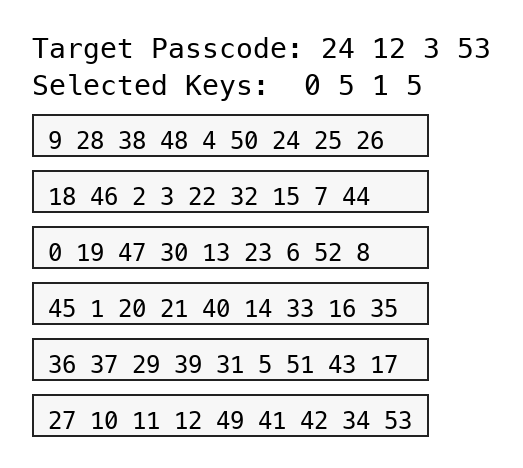 Target Passcode: 24 12 3 53
Selected Keys: 0 5 1 5
9 28 38 48 4 50 24 25 26
18 46 2 3 22 32 15 7 44
0 19 47 30 13 23 6 52 8
45 1 20 21 40 14 33 16 35
36 37 29 39 31 5 51 43 17
27 10 11 12 49 41 42 34 53